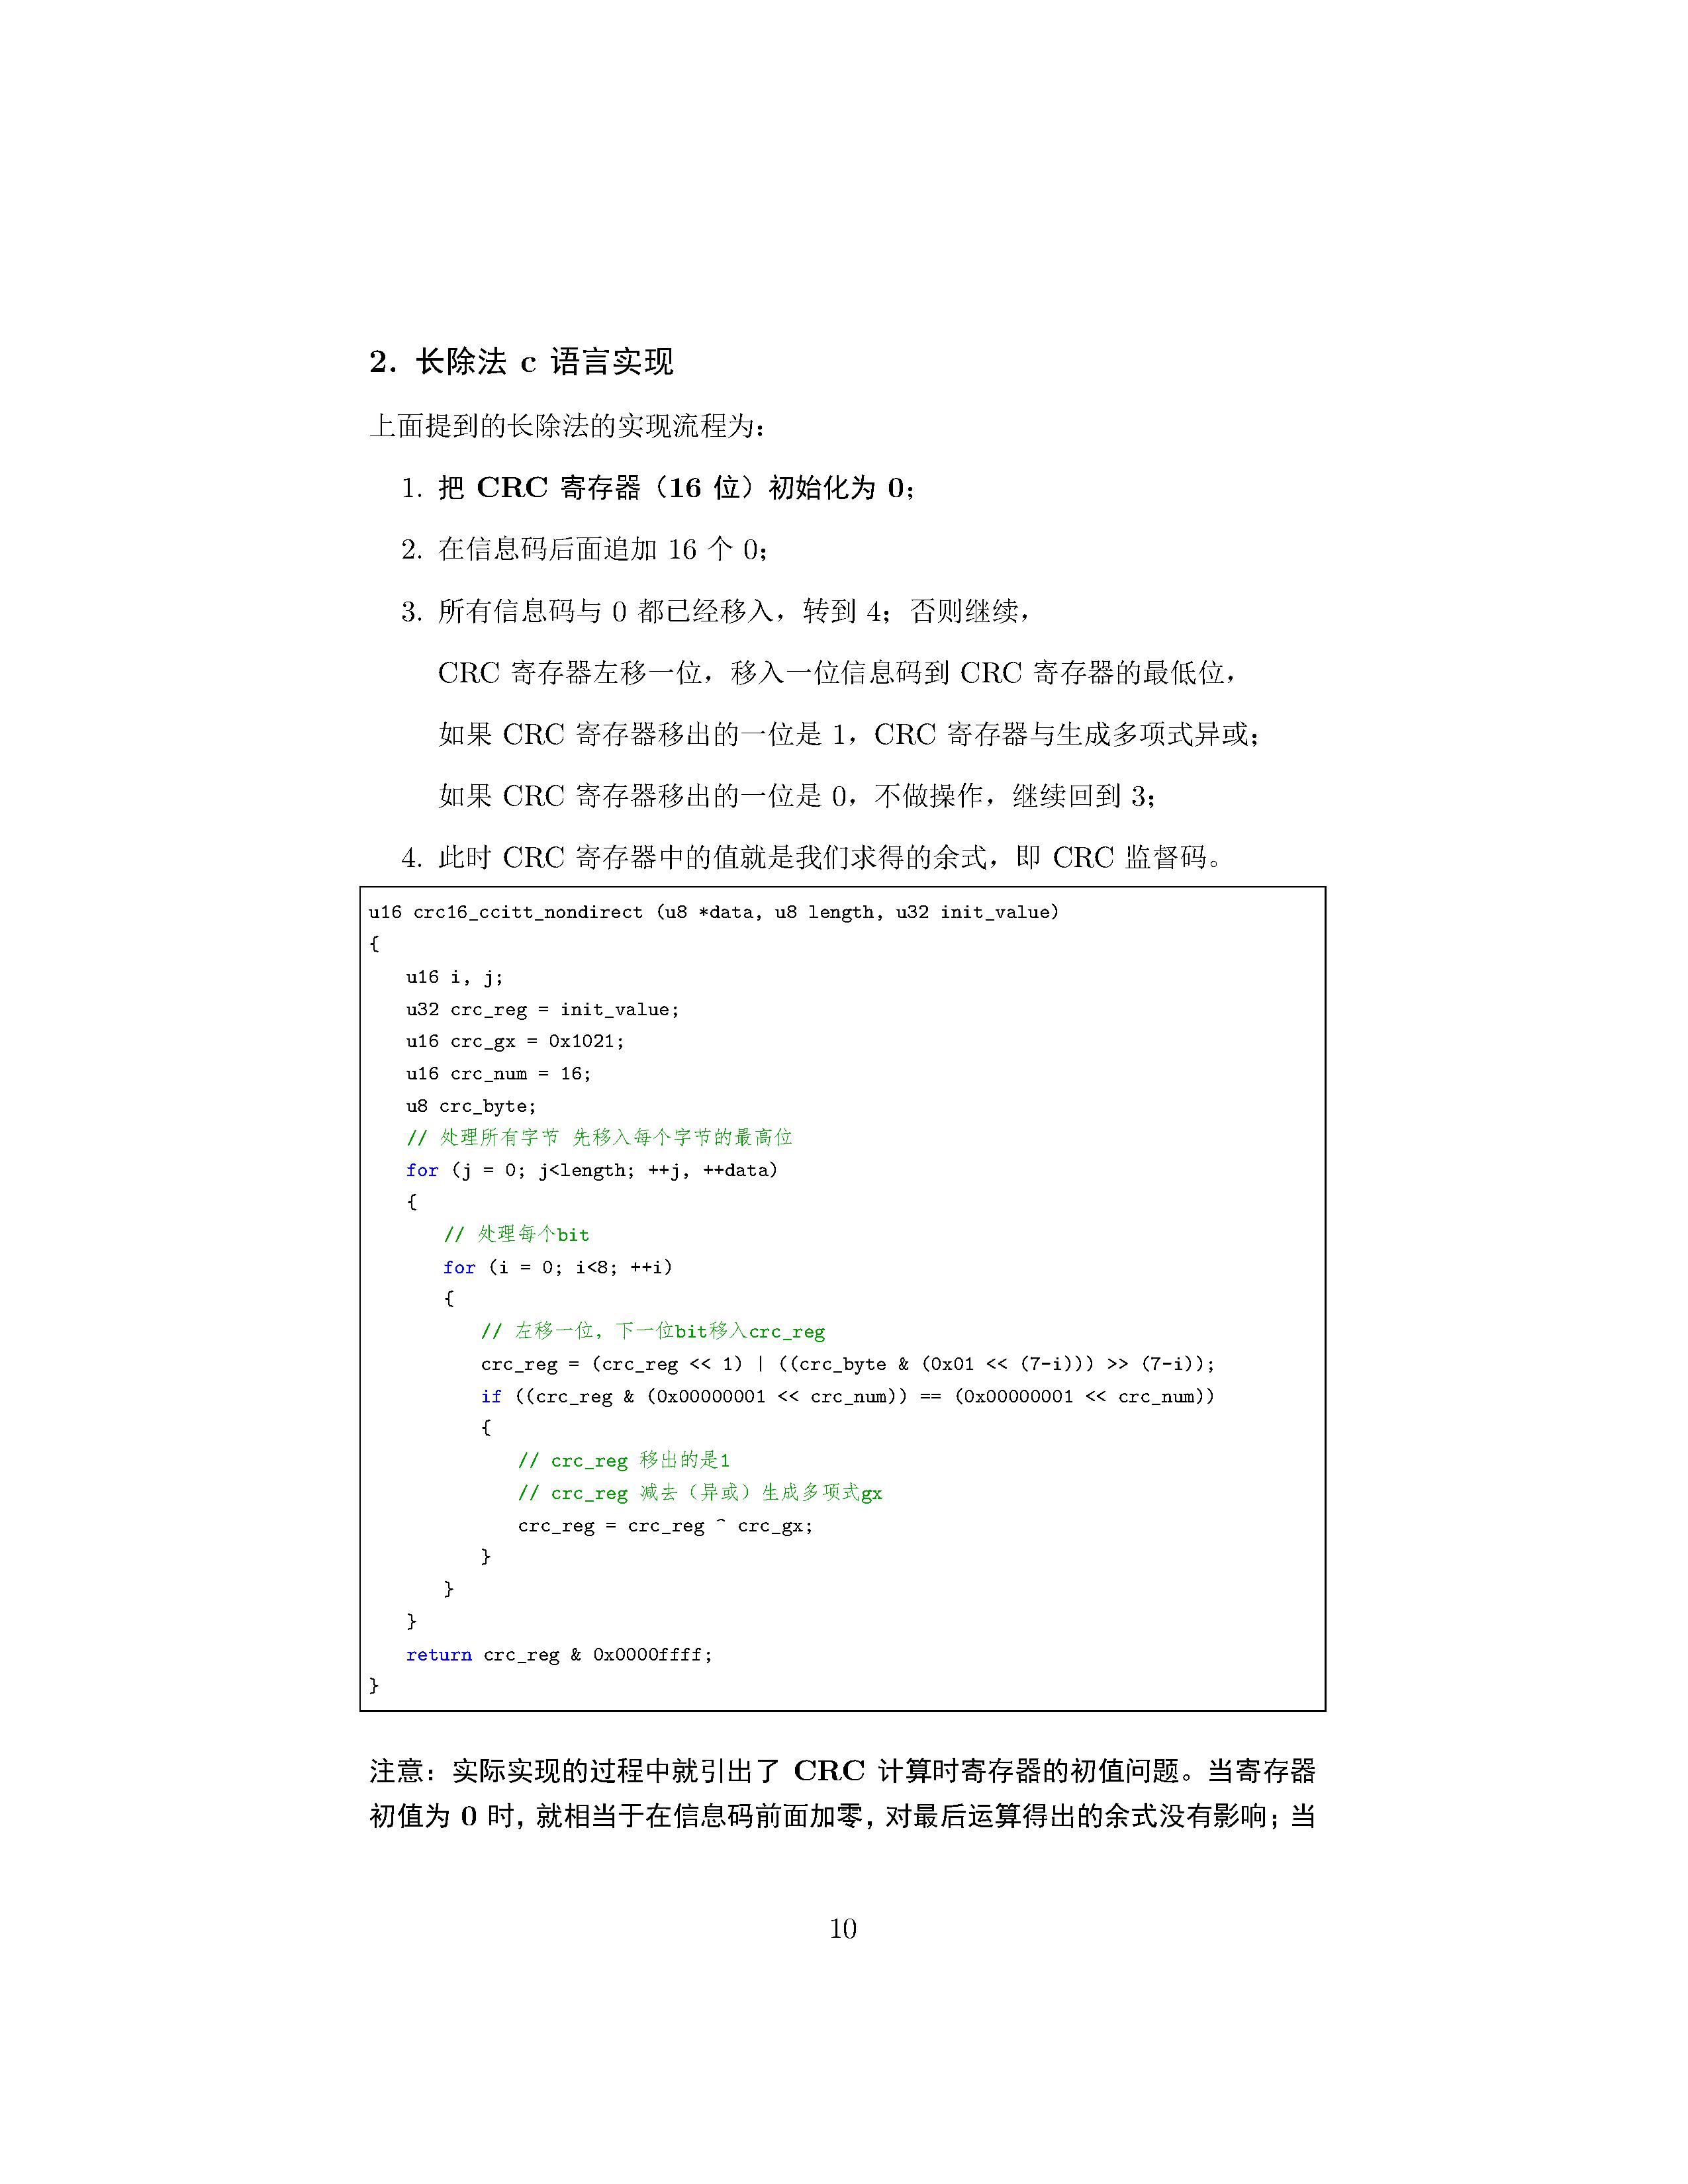 2. 长除法 c 语言实现
上面提到的长除法的实现流程为：
1. 把 CRC 寄存器（16 位）初始化为 0；
2. 在信息码后面追加 16 个 0；
3. 所有信息码与 0 都已经移入，转到 4；否则继续，
CRC 寄存器左移一位，移入一位信息码到 CRC 寄存器的最低位，
如果 CRC 寄存器移出的一位是 1，CRC 寄存器与生成多项式异或；
如果 CRC 寄存器移出的一位是 0，不做操作，继续回到 3；
4. 此时 CRC 寄存器中的值就是我们求得的余式，即 CRC 监督码。
u16 crc16_ccitt_nondirect (u8 *data, u8 length, u32 init_value)
{
u16 i, j;
u32 crc_reg = init_value;
u16 crc_gx = 0x1021;
u16 crc_num = 16;
u8 crc_byte;
// 处理所有字节 先移入每个字节的最高位
for (j = 0; j<length; ++j, ++data)
{
// 处理每个bit
for (i = 0; i<8; ++i)
{
// 左移一位，下一位bit移入crc_reg
crc_reg = (crc_reg << 1) | ((crc_byte & (0x01 << (7-i))) >> (7-i));
if ((crc_reg & (0x00000001 << crc_num)) == (0x00000001 << crc_num))
{
// crc_reg 移出的是1
// crc_reg 减去（异或）生成多项式gx
crc_reg = crc_reg ^ crc_gx;
}
}
}
return crc_reg & 0x0000ffff;
}
注意：实际实现的过程中就引出了 CRC 计算时寄存器的初值问题。当寄存器
初值为 0 时，就相当于在信息码前面加零，对最后运算得出的余式没有影响；当
10